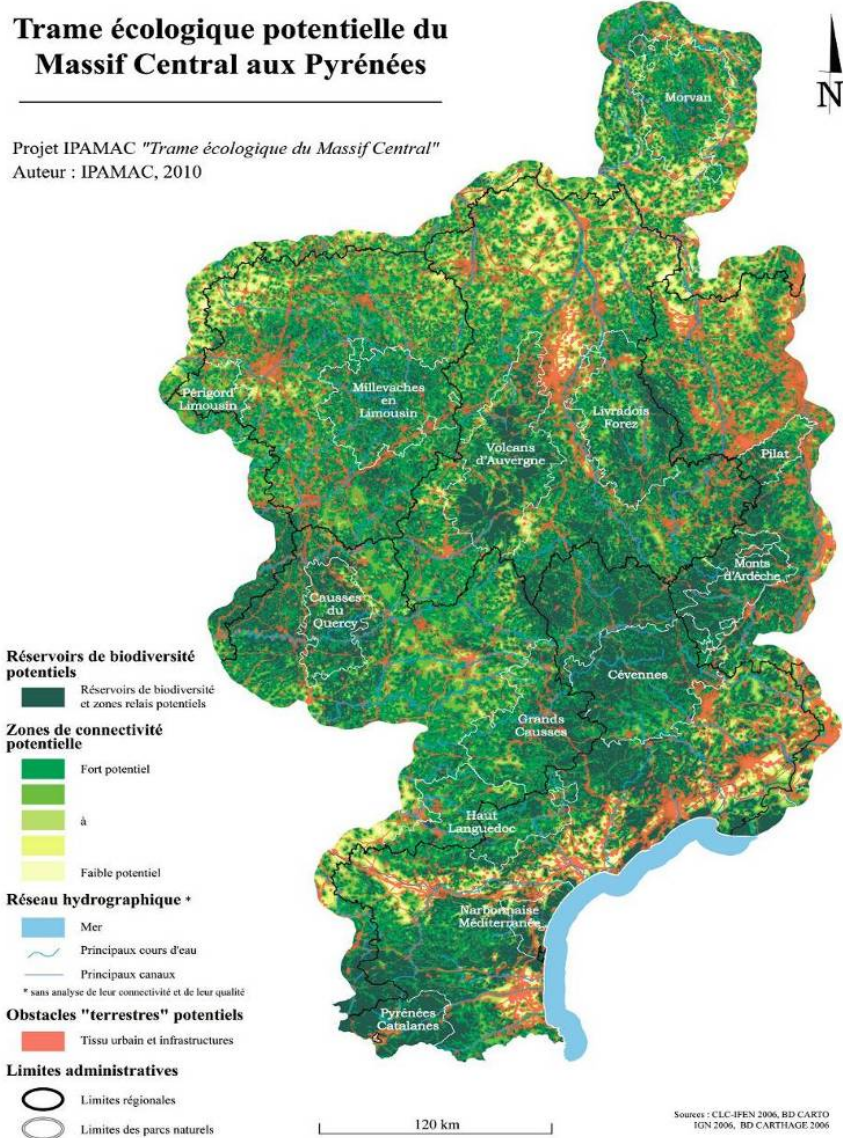 Trame écologique potentielle du
Massif Central aux Pyrénées
Projet IPAMAC "Trame écologique du Massif Central"
Auteur : IPAMAC, 2010
N
Morvan
Périgord
Limousin
Millevaches
en
Limousin
Volcans
d'Auvergne
Livradois
Forez
Pilat
Monts
d'Ardèche
Causses
du
Quercy
Cévennes
Grands
Causses
Haut
Languedoc
Narbonnaise
Méditerranée
Pyrénées
Catalanes
Réservoirs de biodiversité
potentiels
Réservoirs de biodiversité
et zones relais potentiels
Zones de connectivité
potentielle
Fort potentiel
à
Faible potentiel
Réseau hydrographique *
Mer
Principaux cours d'eau
Principaux canaux
* sans analyse de leur connectivité et de leur qualité
Obstacles "terrestres" potentiels
Tissu urbain et infrastructures
Limites administratives
Limites régionales
Limites des parcs naturels
120 km
Sources : CLC-IFEN 2006, BD CARTO
IGN 2006, BD CARTHAGE 2006